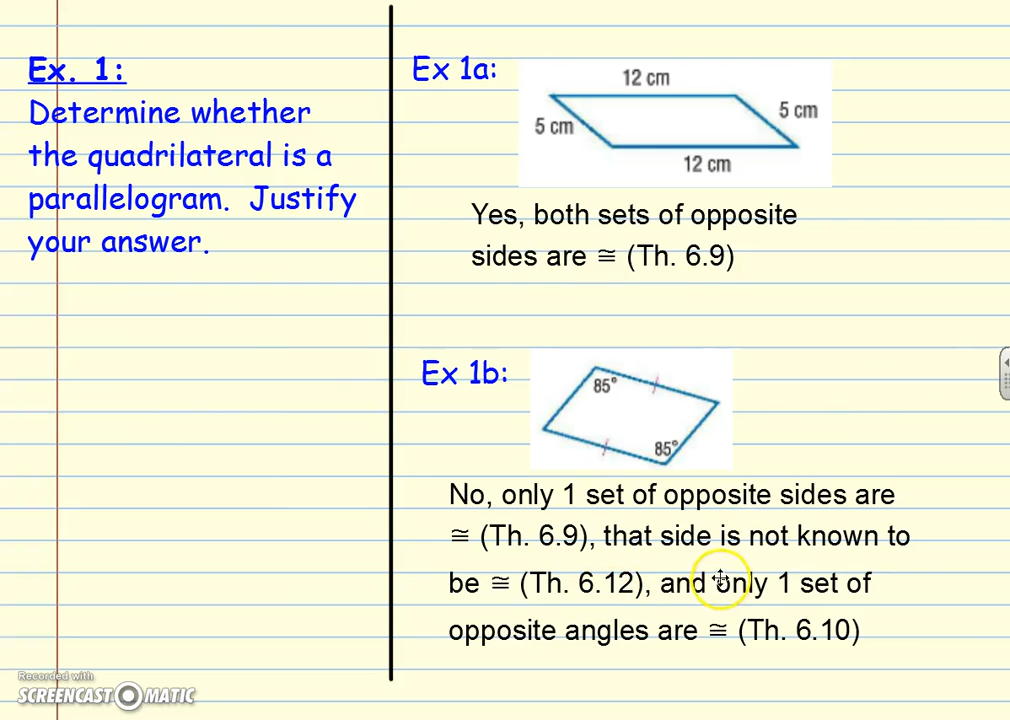 Ex. 1:
Determine whether
the quadrilateral is a
parallelogram. Justify
your answer.
Ex 1a:
12 cm
5 cm
5 cm
12 cm
Yes, both sets of opposite
sides are ≅ (Th. 6.9)
Ex 1b:
85°
85°
No, only 1 set of opposite sides are
≅ (Th. 6.9), that side is not known to
be ≅ (Th. 6.12), and only 1 set of
opposite angles are ≅ (Th. 6.10)
Recorded with
SCREENCAST MATIC